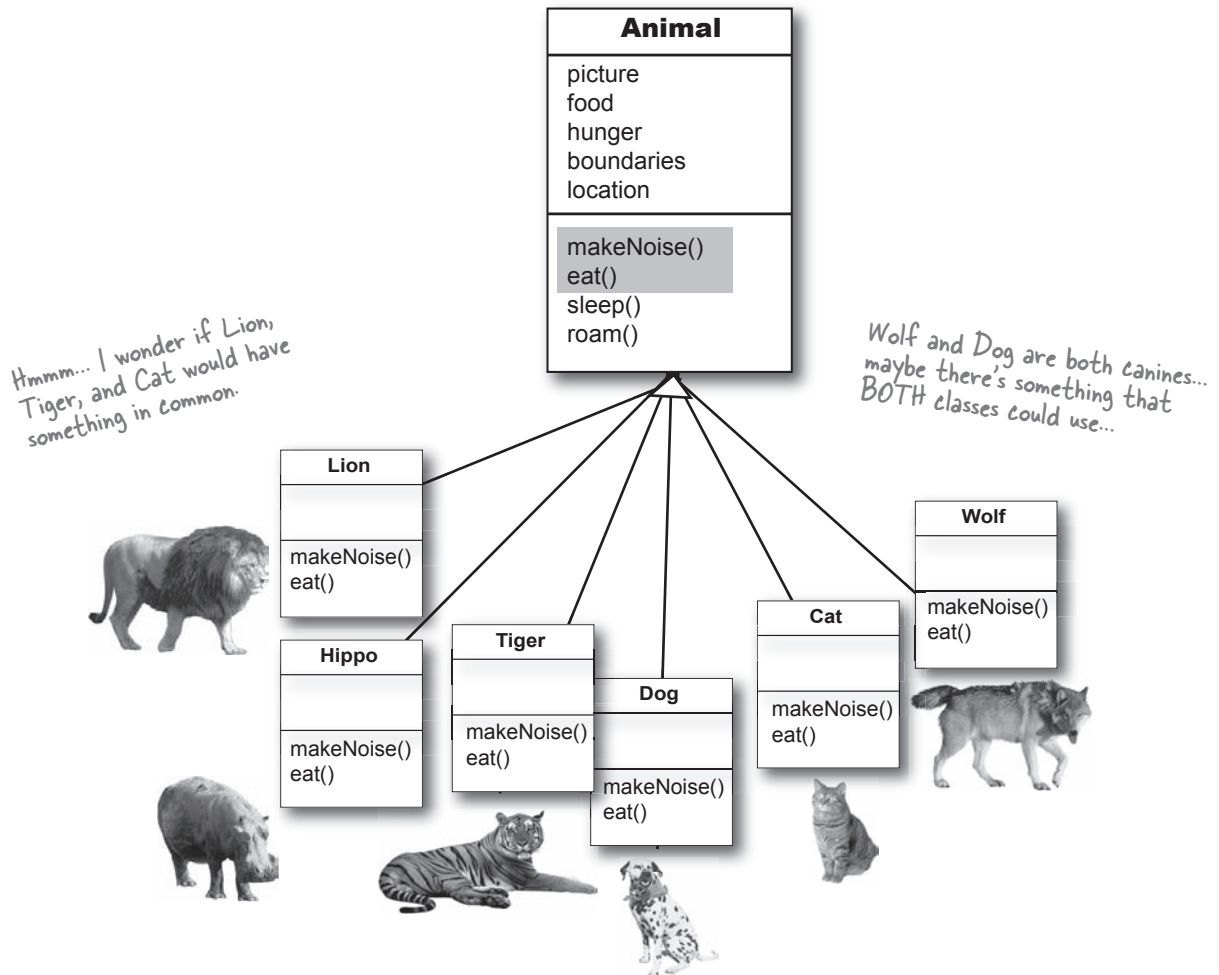 Animal
picture
food
hunger
boundaries
location
makeNoise()
eat()
sleep()
roam()
Hmmm... I wonder if Lion,
Tiger, and Cat would have
something in common.
Wolf and Dog are both canines...
maybe there's something that
BOTH classes could use...
Lion
makeNoise()
eat()
Wolf
makeNoise()
eat()
Cat
makeNoise()
eat()
Hippo
makeNoise()
eat()
Tiger
makeNoise()
eat()
Dog
makeNoise()
eat()